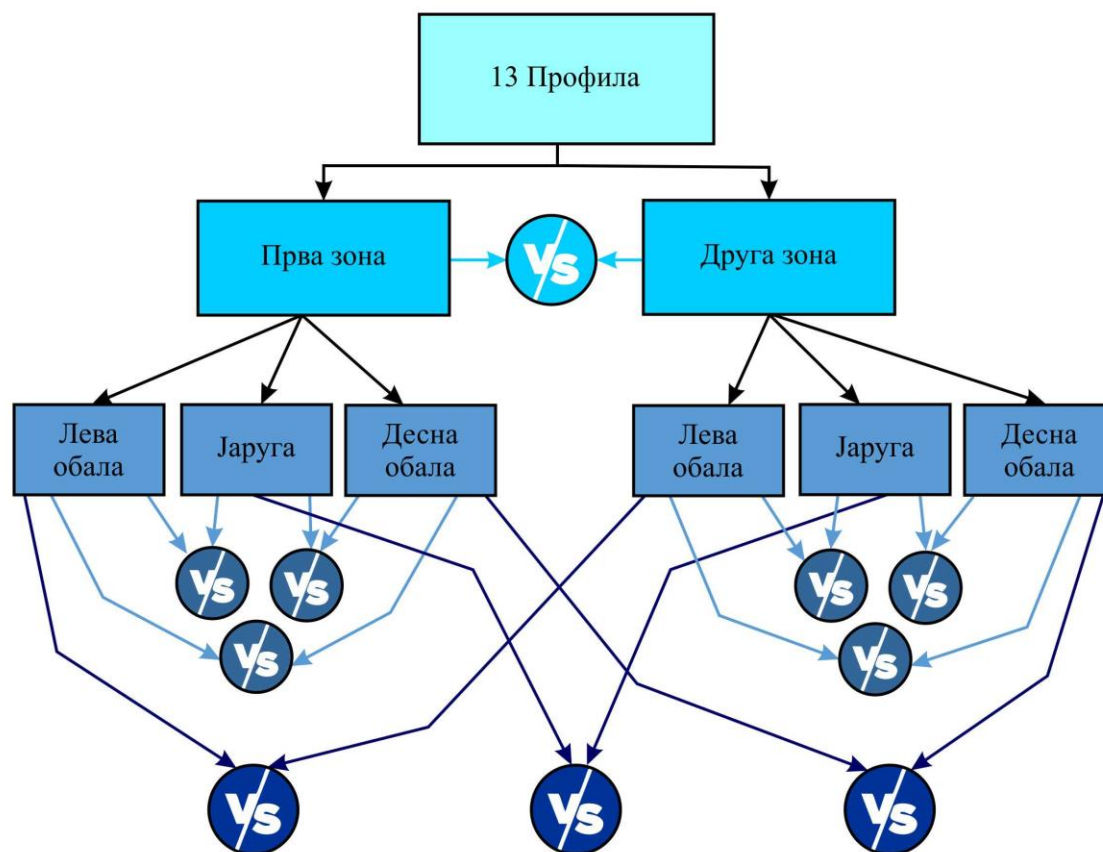 13 Профила
Прва зона
VS
Друга зона
Лева
обала
Јаруга
Десна
обала
Лева
обала
Јаруга
Десна
обала
VS
VS
VS
VS
VS
VS
VS
VS
VS